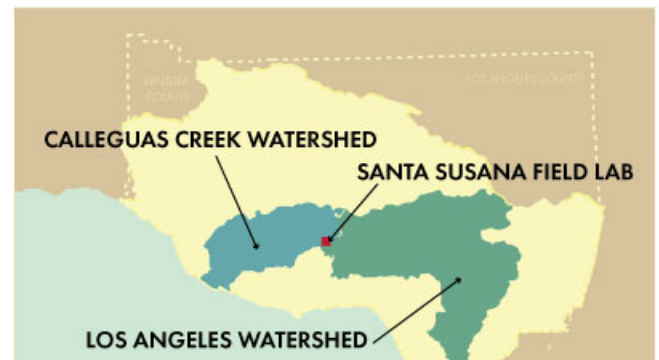 VENTURA
COUNTY
LOS ANGELES COUNTY
CALLEGUAS CREEK WATERSHED
SANTA SUSANA FIELD LAB
LOS ANGELES WATERSHED